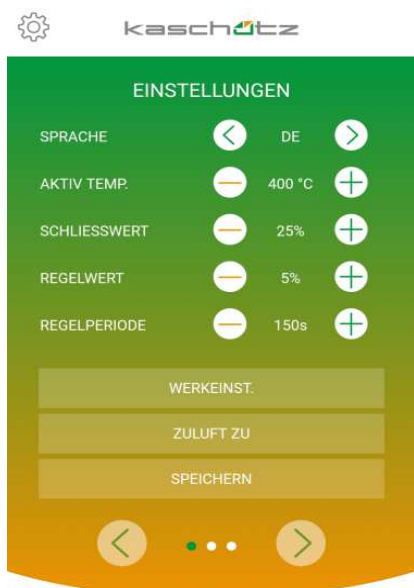 kaschütz
EINSTELLUNGEN
SPRACHE DE
AKTIV TEMP. 400 °C
SCHLIESSWERT 25%
REGELWERT 5%
REGELPERIODE 150s
WERKEINST.
ZULUFT ZU
SPEICHERN